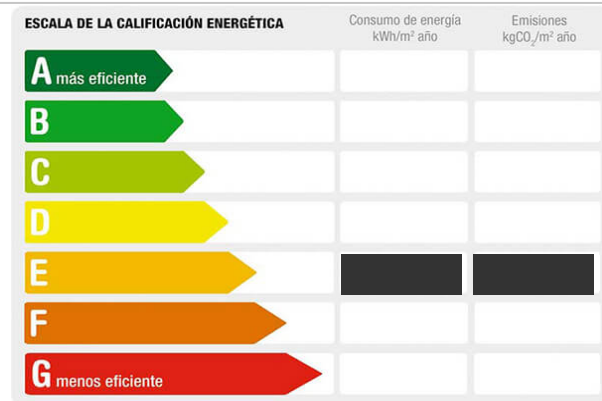 ESCALA DE LA CALIFICACIÓN ENERGÉTICA
Consumo de energía
kWh/m² año
Emisiones
kgCO₂/m² año
A más eficiente
B
C
D
E
F
G menos eficiente